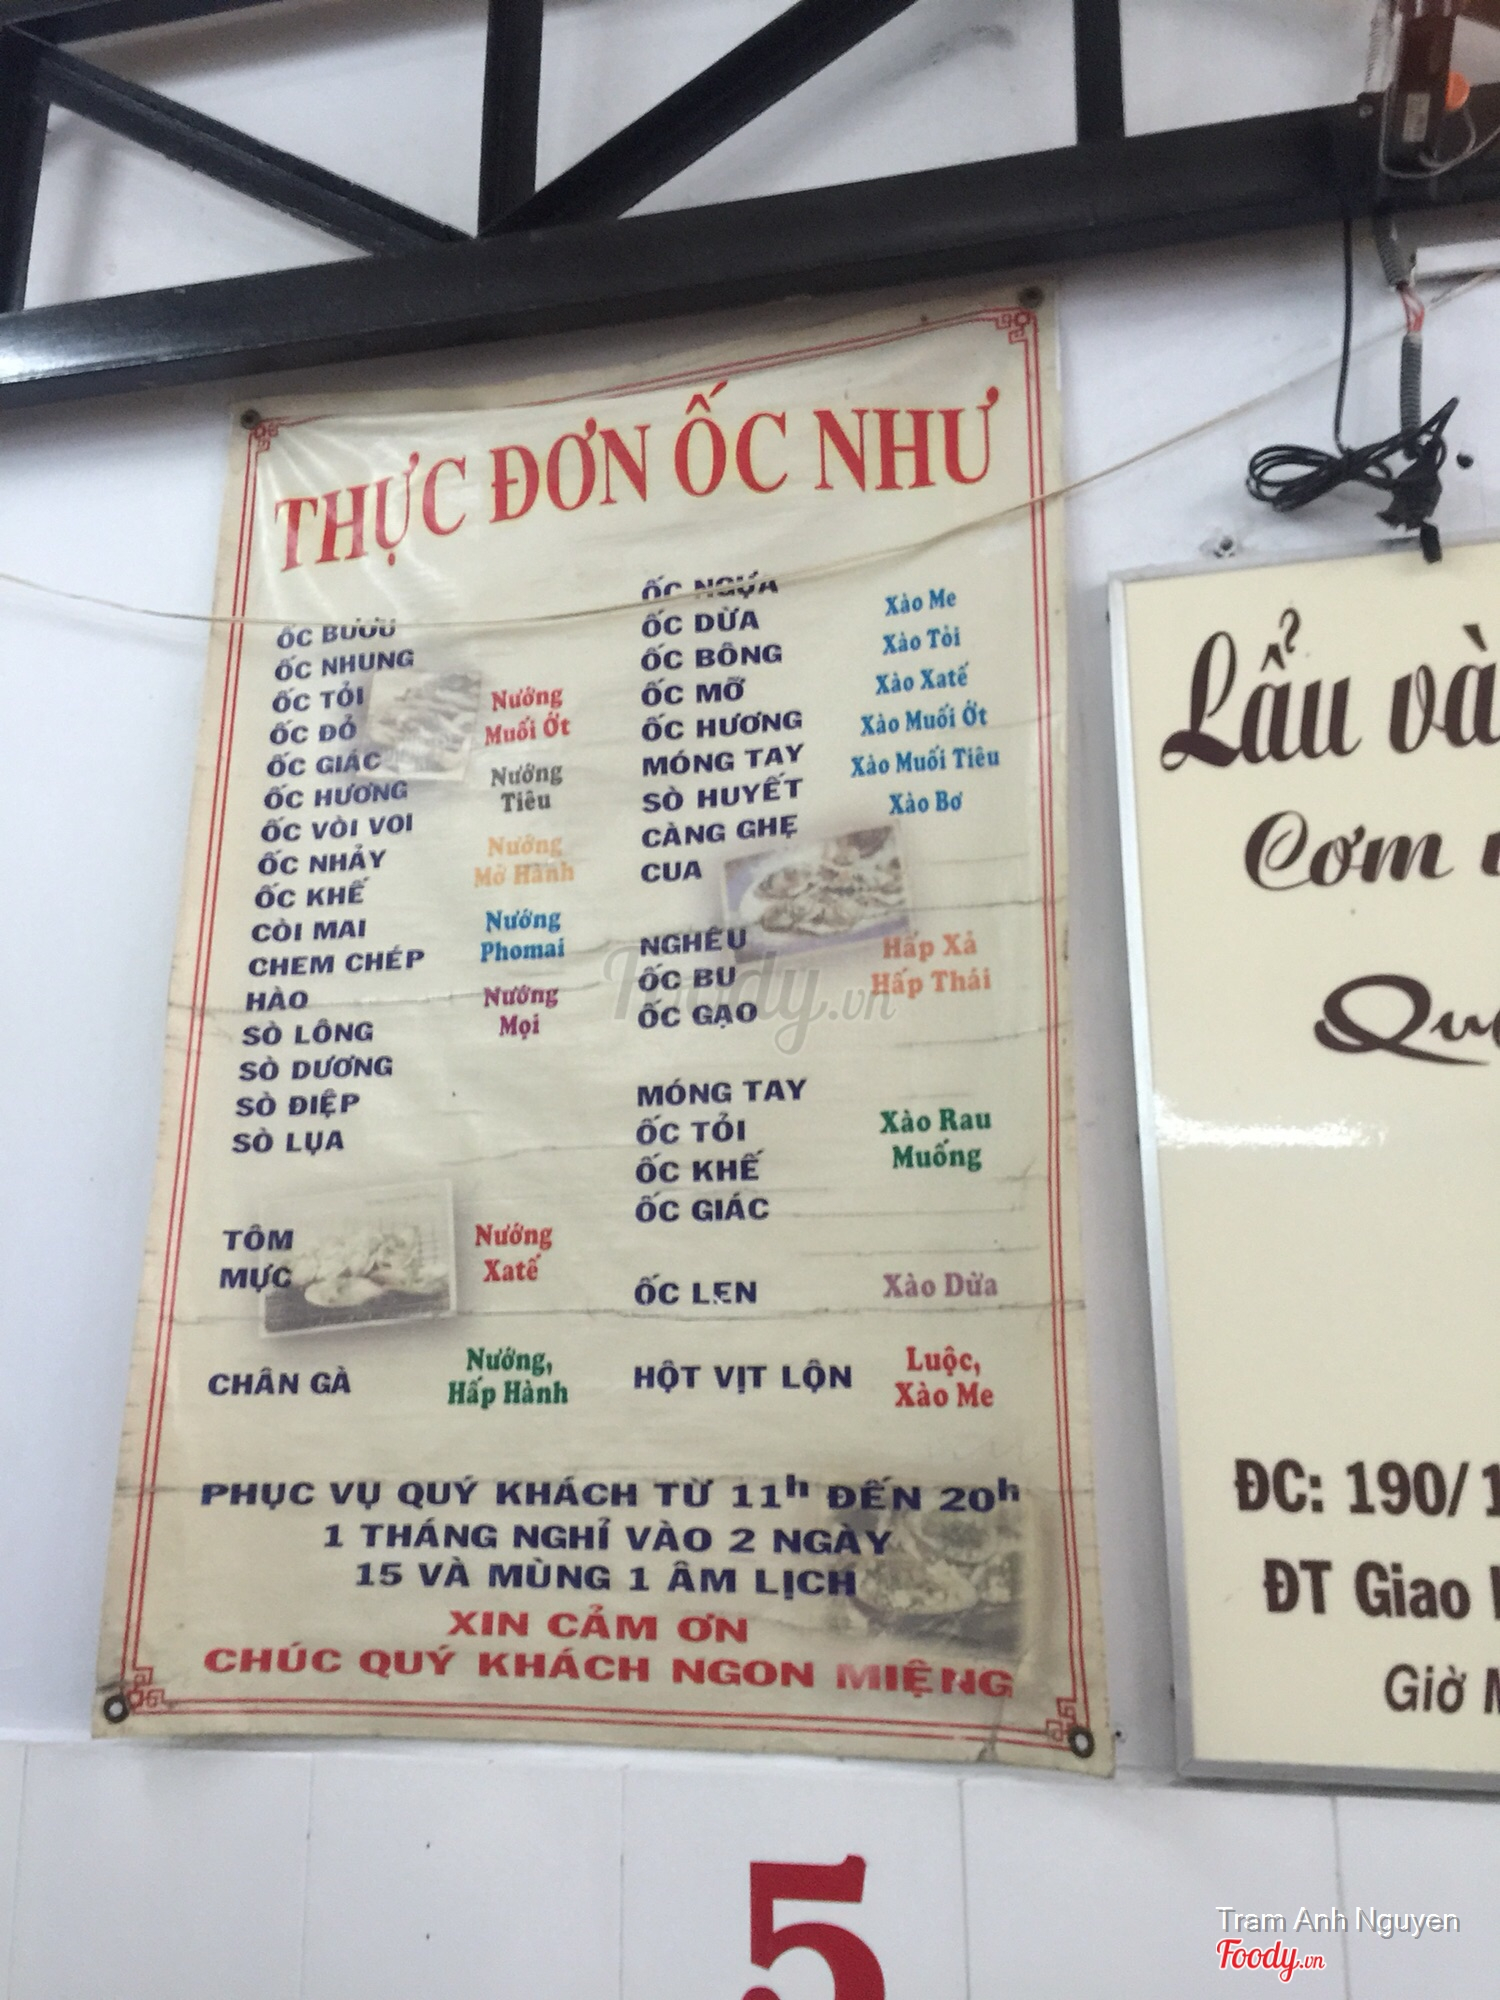 THỰC ĐƠN ỐC NHƯ
ỐC BƯƠU
ỐC NHUNG
ỐC TỎI
ỐC ĐỎ
ỐC GIÁC
ỐC HƯƠNG
ỐC VÒI VOI
ỐC NHẢY
ỐC KHẾ
CÒI MAI
CHEM CHÉP
HÀO
SÒ LÔNG
SÒ DƯƠNG
SÒ ĐIỆP
SÒ LỤA
Nướng
Muối Ớt
Nướng
Tiêu
Nướng
Mở Hành
Nướng
Phomai
Nướng
Mọi
TÔM
MỰC
Nướng
Xatế
CHÂN GÀ
Nướng,
Hấp Hành
ỐC NGỰA
ỐC DỪA
ỐC BÔNG
ỐC MỠ
ỐC HƯƠNG
MÓNG TAY
SÒ HUYẾT
CÀNG GHẸ
CUA
Xào Me
Xào Tỏi
Xào Xatế
Xào Muối Ớt
Xào Muối Tiêu
Xào Bơ
NGHÊU
ỐC BU
ỐC GẠO
Hấp Xả
Hấp Thái
MÓNG TAY
ỐC TỎI
ỐC KHẾ
ỐC GIÁC
Xào Rau
Muống
ỐC LEN
Xào Dừa
HỘT VỊT LỘN
Luộc,
Xào Me
PHỤC VỤ QUÝ KHÁCH TỪ 11h ĐẾN 20h
1 THÁNG NGHỈ VÀO 2 NGÀY
15 VÀ MÙNG 1 ÂM LỊCH
XIN CẢM ƠN
CHÚC QUÝ KHÁCH NGON MIỆNG
Lẩu và
Cơm
ĐC: 190/1
ĐT Giao
Giờ
5
Foody.vn
Tram Anh Nguyen
Foody.vn